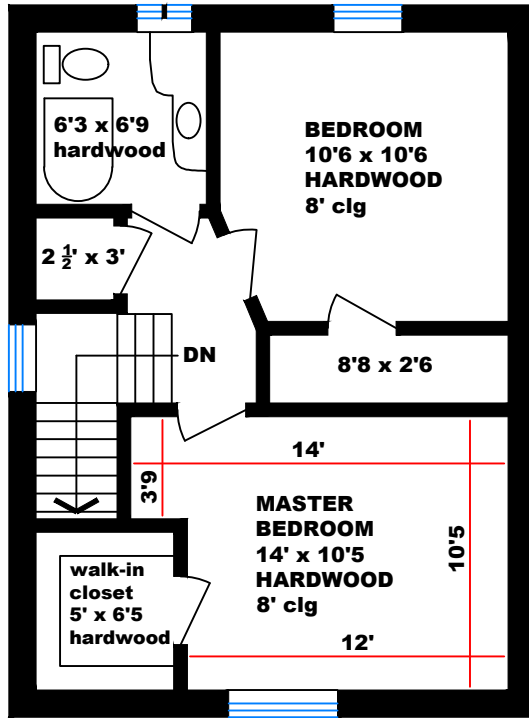 6'3 x 6'9
hardwood
BEDROOM
10'6 x 10'6
HARDWOOD
8' clg
2 ½' x 3'
DN
8'8 x 2'6
14'
3'9
MASTER
BEDROOM
14' x 10'5
HARDWOOD
8' clg
10'5
walk-in
closet
5' x 6'5
hardwood
12'